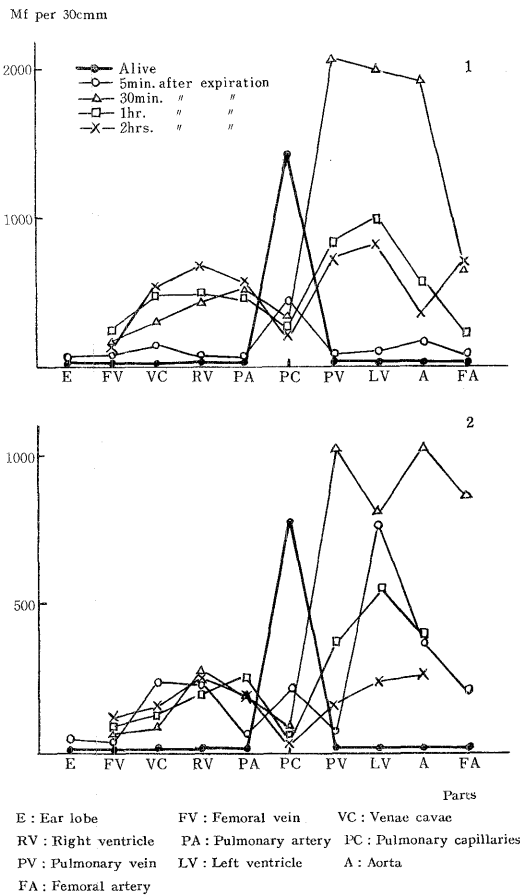 Mf per 30cmm
1
2000
Alive
5min. after expiration
30min. " "
1hr. " "
2hrs. " "
1000
E FV VC RV PA PC PV LV A FA
2
1000
500
E FV VC RV PA PC PV LV A FA
Parts
E : Ear lobe FV : Femoral vein VC : Venae cavae
RV : Right ventricle PA : Pulmonary artery PC : Pulmonary capillaries
PV : Pulmonary vein LV : Left ventricle A : Aorta
FA : Femoral artery